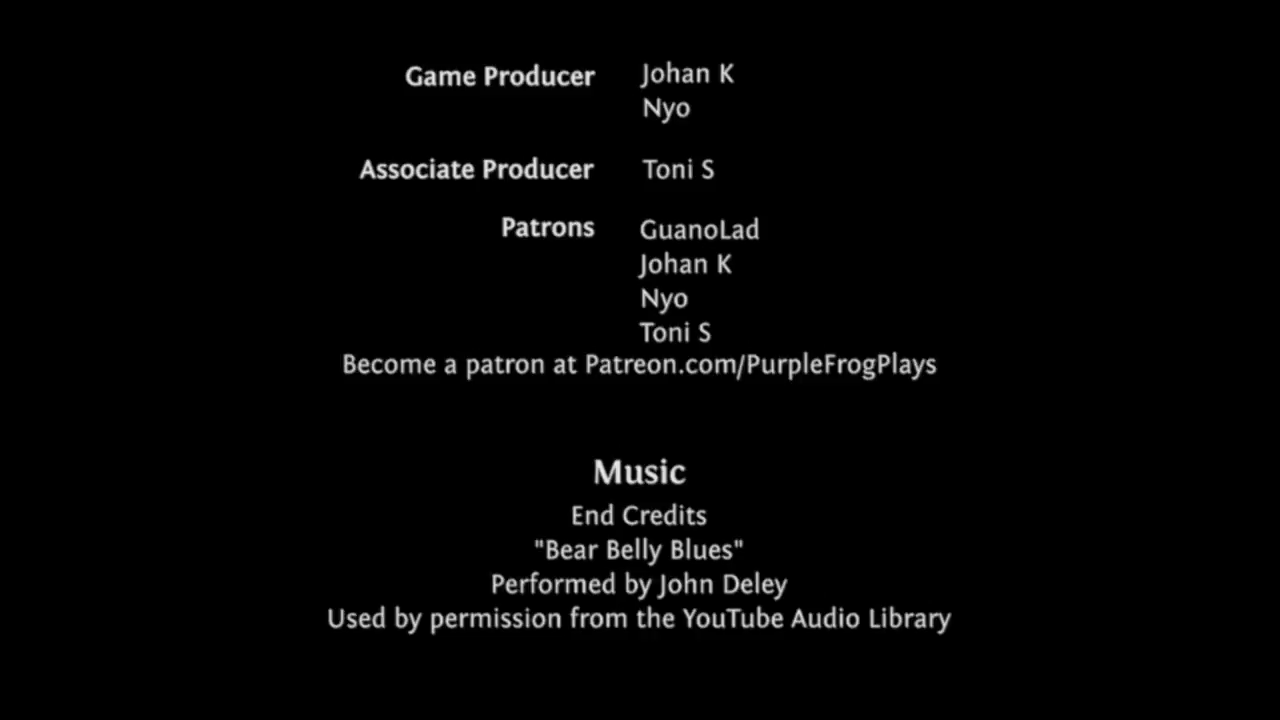 Game Producer Johan K
Nyo
Associate Producer Toni S
Patrons GuanoLad
Johan K
Nyo
Toni S
Become a patron at Patreon.com/PurpleFrogPlays
Music
End Credits
"Bear Belly Blues"
Performed by John Deley
Used by permission from the YouTube Audio Library